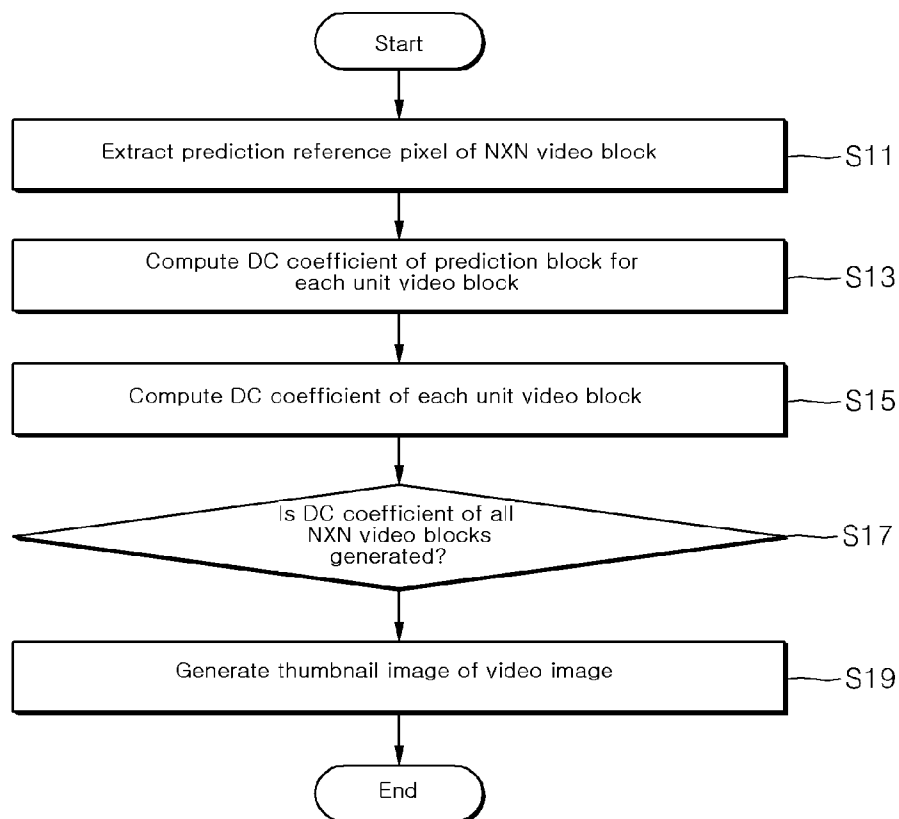 Start
Extract prediction reference pixel of NXN video block
S11
Compute DC coefficient of prediction block for
each unit video block
S13
Compute DC coefficient of each unit video block
S15
Is DC coefficient of all
NXN video blocks
generated?
S17
Generate thumbnail image of video image
S19
End